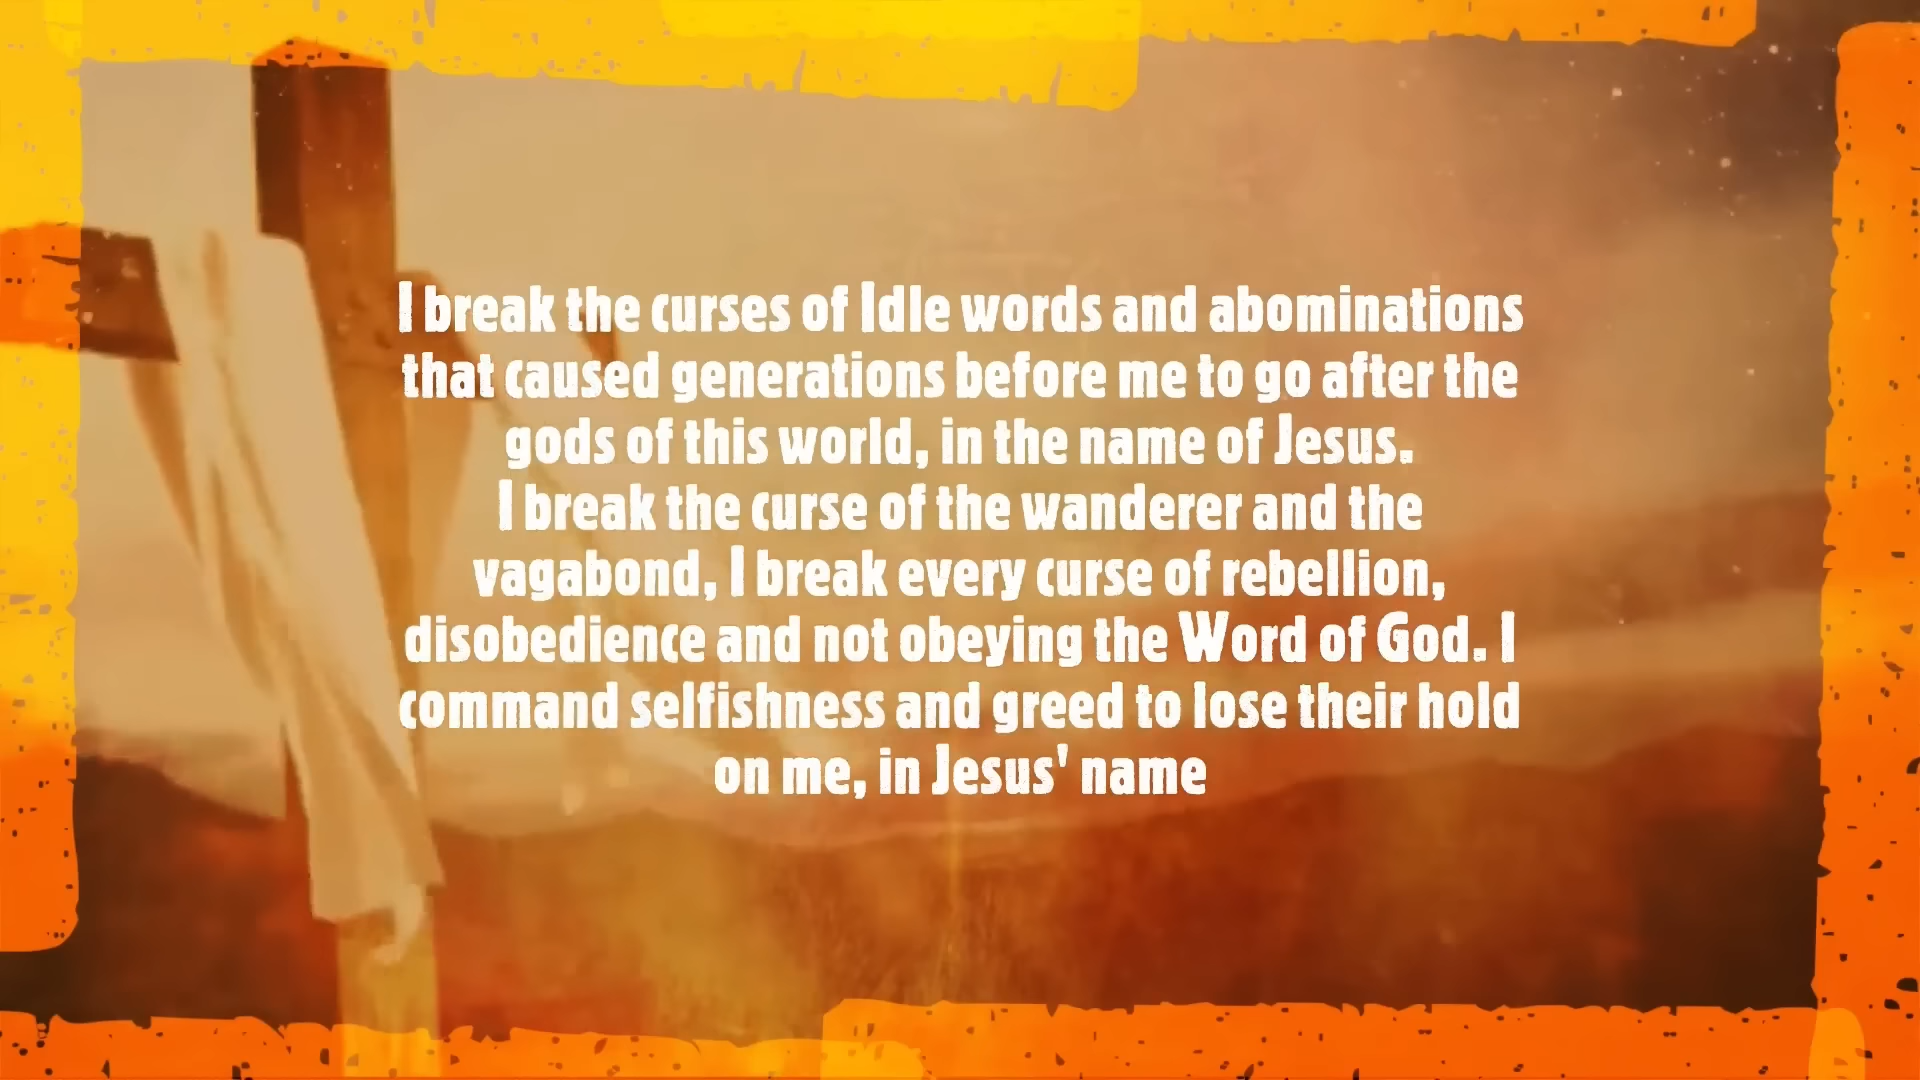 I break the curses of Idle words and abominations
that caused generations before me to go after the
gods of this world, in the name of Jesus.
I break the curse of the wanderer and the
vagabond, I break every curse of rebellion,
disobedience and not obeying the Word of God. I
command selfishness and greed to lose their hold
on me, in Jesus' name